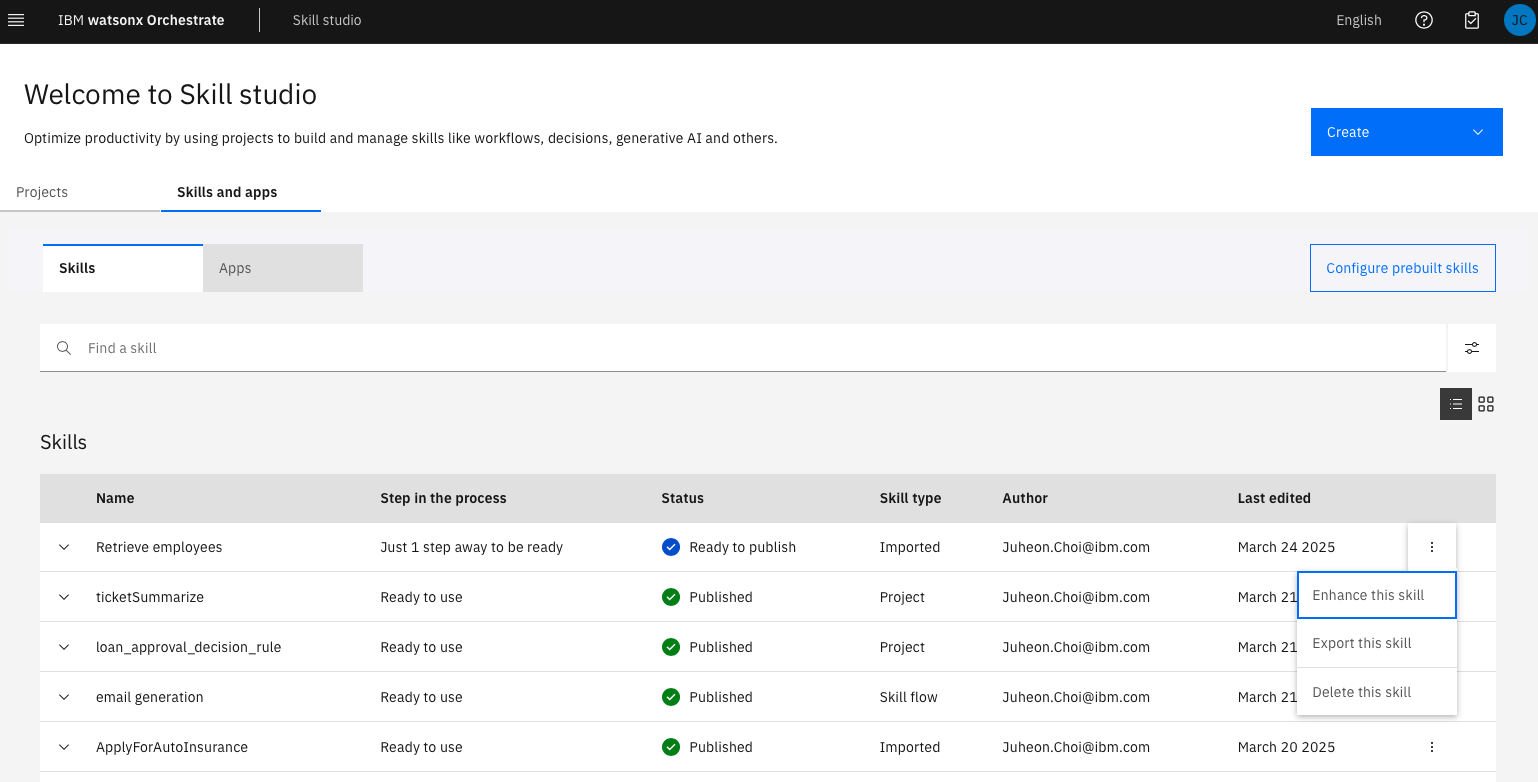 IBM watsonx Orchestrate Skill studio English JC
Welcome to Skill studio
Optimize productivity by using projects to build and manage skills like workflows, decisions, generative AI and others.
Create
Projects Skills and apps
Skills Apps Configure prebuilt skills
Find a skill
Skills
Name Step in the process Status Skill type Author Last edited
Retrieve employees Just 1 step away to be ready Ready to publish Imported Juheon.Choi@ibm.com March 24 2025
ticketSummarize Ready to use Published Project Juheon.Choi@ibm.com March 21 Enhance this skill
loan_approval_decision_rule Ready to use Published Project Juheon.Choi@ibm.com March 21 Export this skill
email generation Ready to use Published Skill flow Juheon.Choi@ibm.com March 21 Delete this skill
ApplyForAutoInsurance Ready to use Published Imported Juheon.Choi@ibm.com March 20 2025